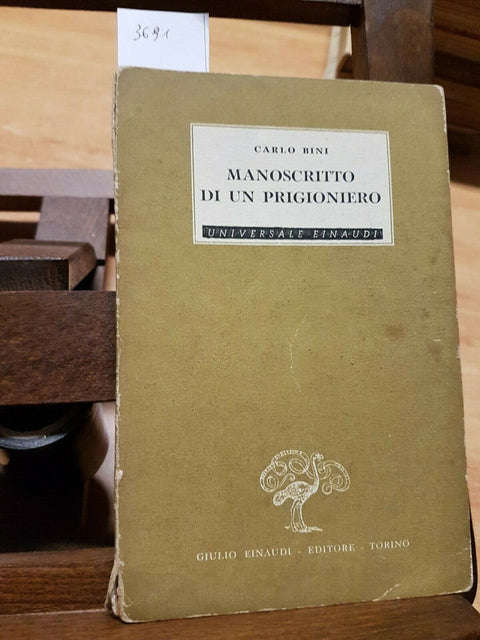 3691
CARLO BINI
MANOSCRITTO
DI UN PRIGIONIERO
UNIVERSALE EINAUDI
GIULIO EINAUDI · EDITORE · TORINO